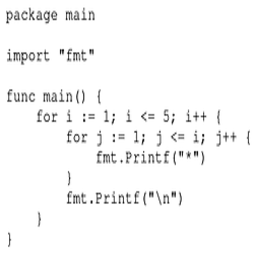 package main

import "fmt"

func main() {
    for i := 1; i <= 5; i++ {
        for j := 1; j <= i; j++ {
            fmt.Printf("*")
        }
        fmt.Printf("\n")
    }
}